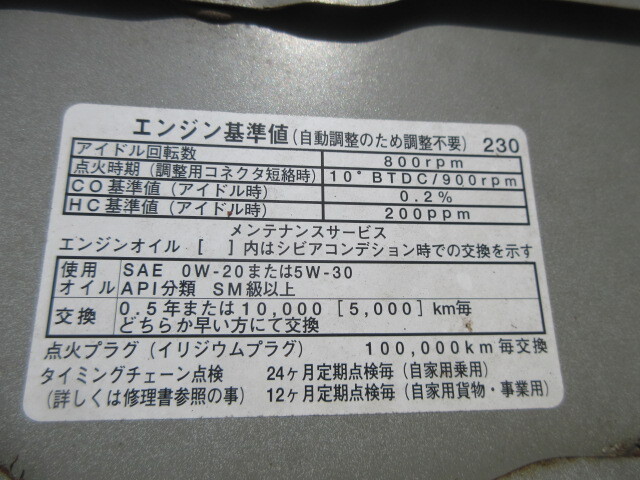 エンジン基準値(自動調整のため調整不要) 230
アイドル回転数 800rpm
点火時期(調整用コネクタ短絡時) 10°BTDC/900rpm
CO基準値(アイドル時) 0.2%
HC基準値(アイドル時) 200ppm
メンテナンスサービス
エンジンオイル [ ] 内はシビアコンデション時での交換を示す
使用 SAE 0W-20または5W-30
オイル API分類 SM級以上
交換 0.5年または10,000 [5,000] km毎
どちらか早い方にて交換
点火プラグ(イリジウムプラグ) 100,000km毎交換
タイミングチェーン点検 24ヶ月定期点検毎(自家用乗用)
(詳しくは修理書参照の事) 12ヶ月定期点検毎(自家用貨物・事業用)